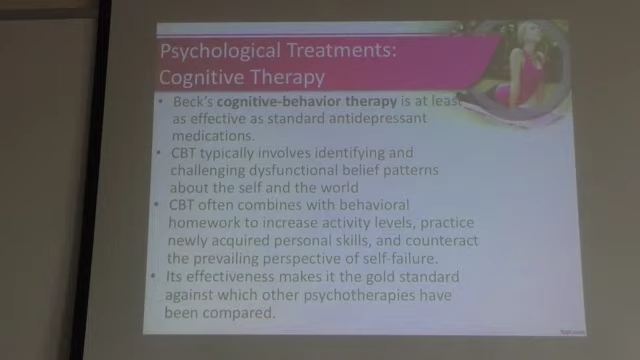 Psychological Treatments:
Cognitive Therapy
• Beck's cognitive-behavior therapy is at least
as effective as standard antidepressant
medications.
• CBT typically involves identifying and
challenging dysfunctional belief patterns
about the self and the world
• CBT often combines with behavioral
homework to increase activity levels, practice
newly acquired personal skills, and counteract
the prevailing perspective of self-failure.
• Its effectiveness makes it the gold standard
against which other psychotherapies have
been compared.